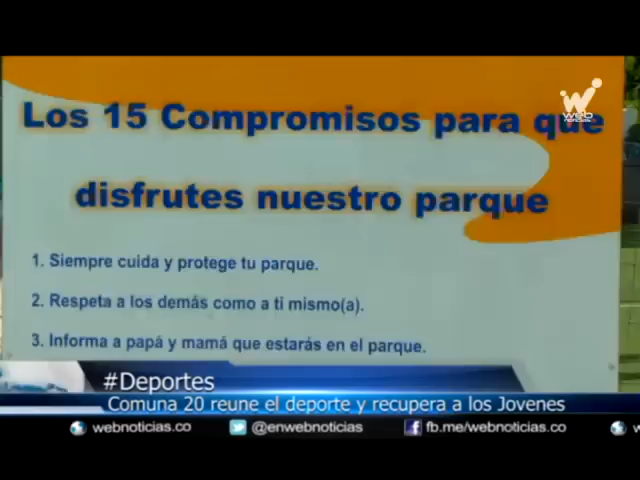 Los 15 Compromisos para que
disfrutes nuestro parque
1. Siempre cuida y protege tu parque.
2. Respeta a los demás como a ti mismo(a).
3. Informa a papá y mamá que estarás en el parque.
W
web
noticias
#Deportes
Comuna 20 reune el deporte y recupera a los Jovenes
webnoticias.co
@enwebnoticias
fb.me/webnoticias.co
w